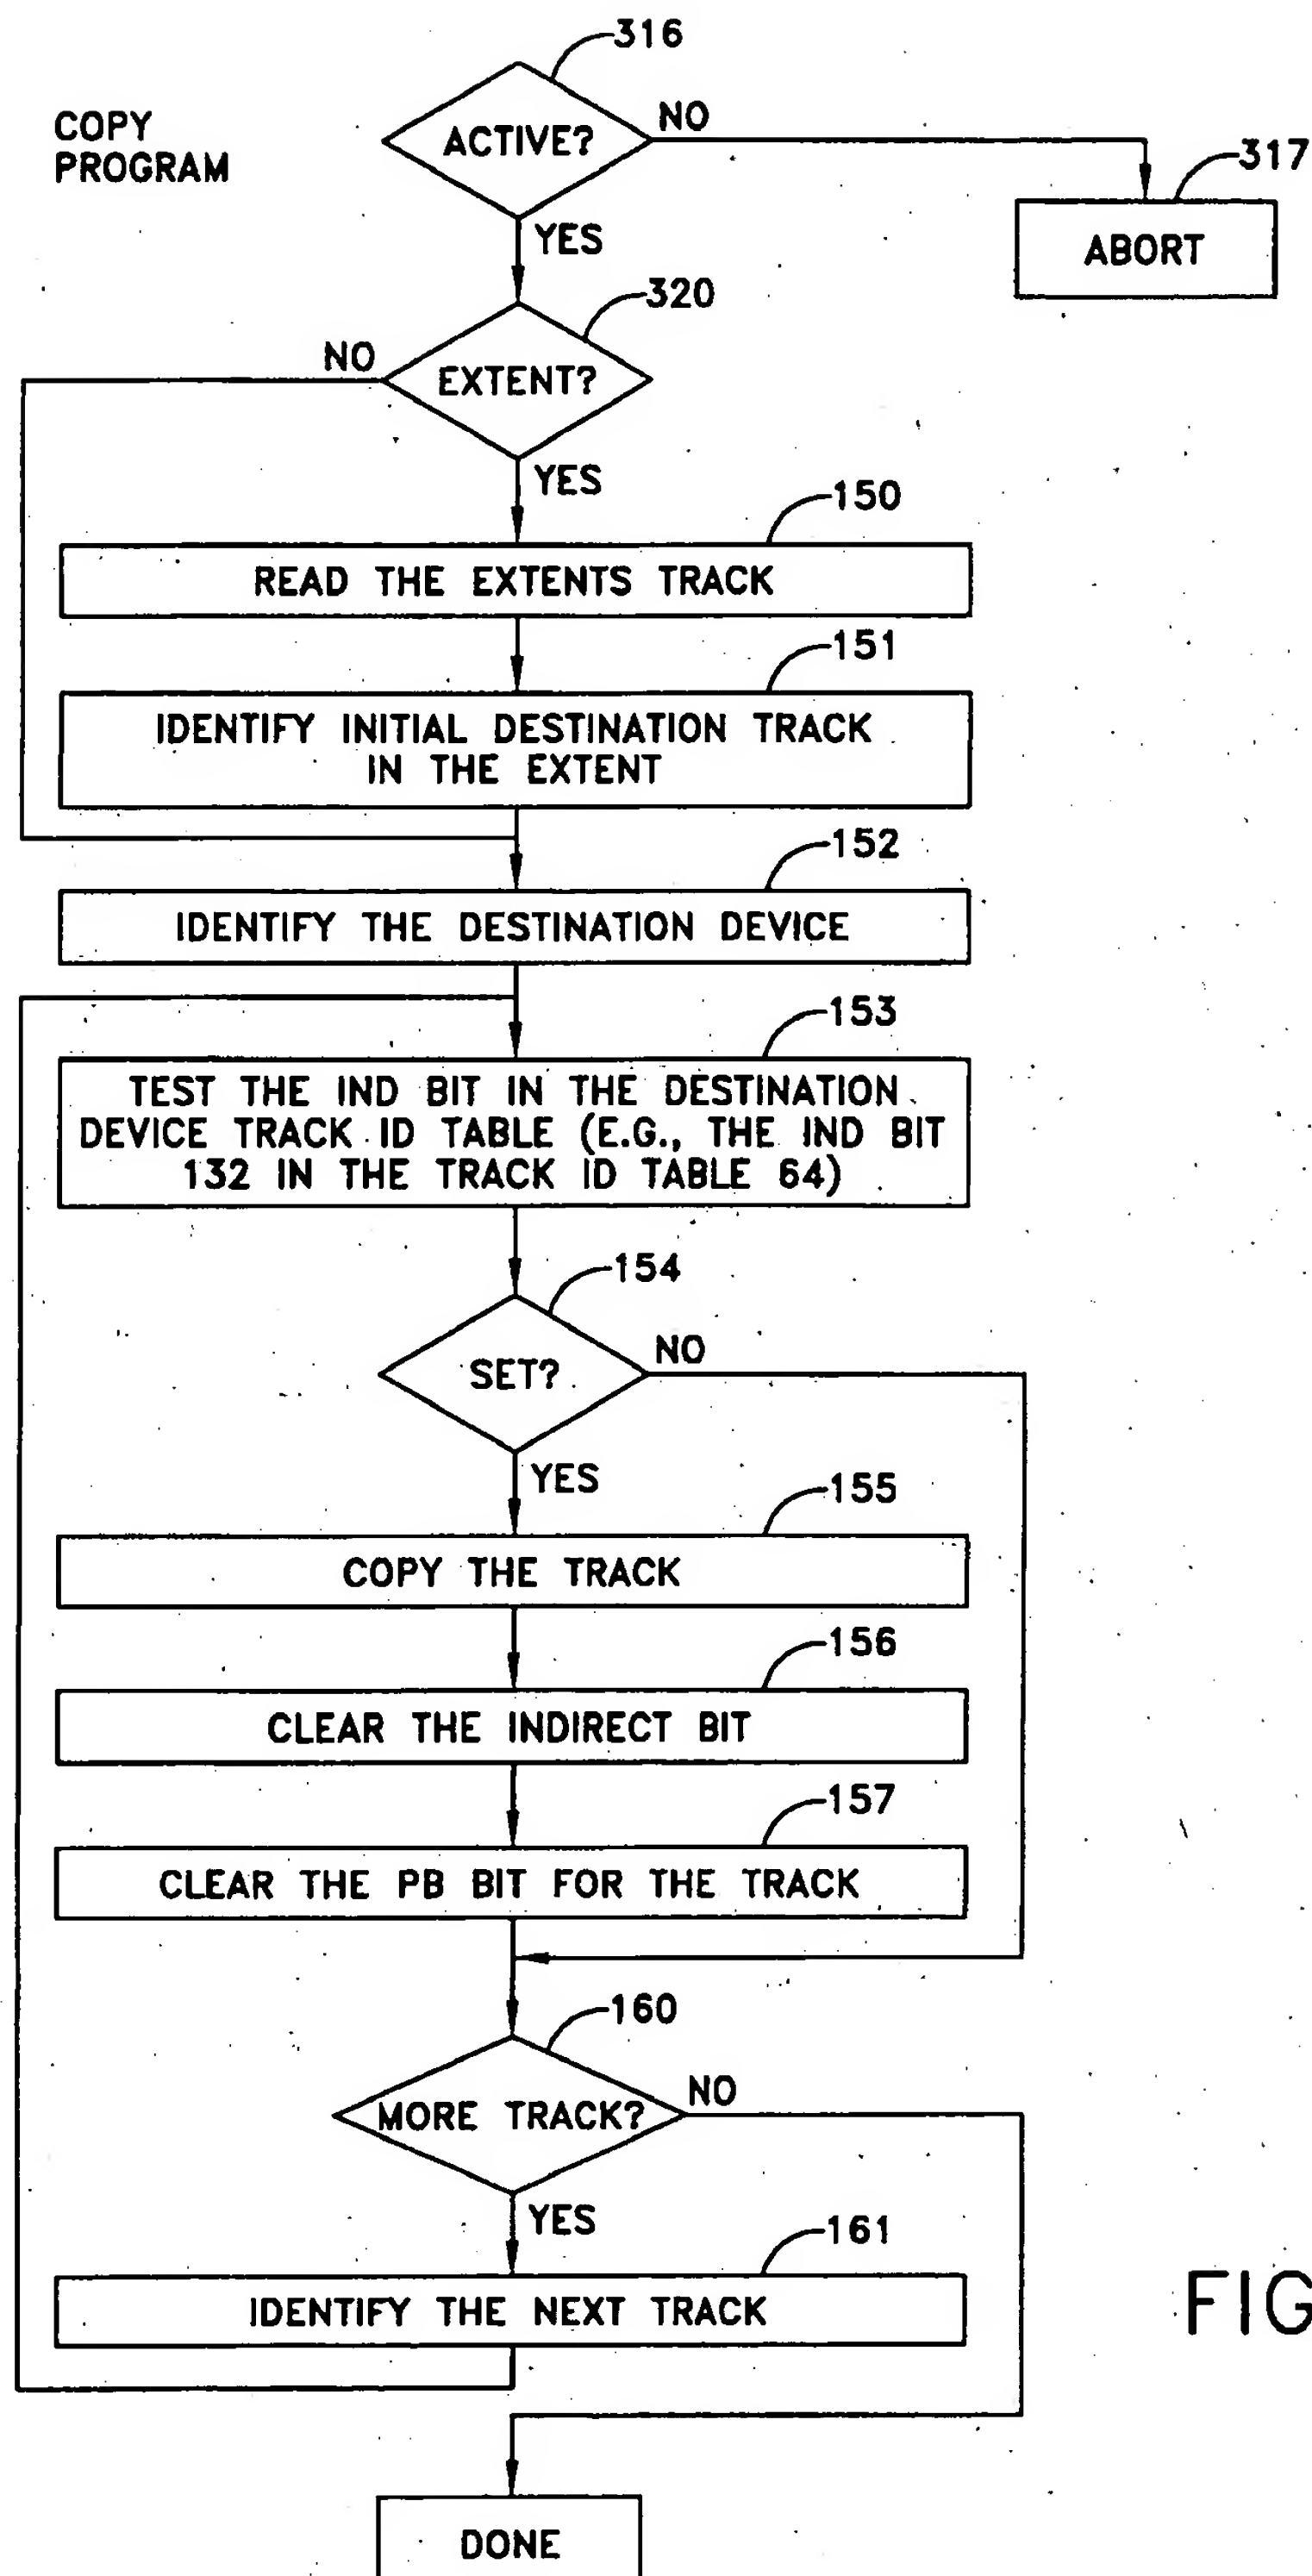 316
COPY
PROGRAM
ACTIVE?
NO
317
ABORT
YES
320
NO
EXTENT?
YES
150
READ THE EXTENTS TRACK
151
IDENTIFY INITIAL DESTINATION TRACK
IN THE EXTENT
152
IDENTIFY THE DESTINATION DEVICE
153
TEST THE IND BIT IN THE DESTINATION
DEVICE TRACK ID TABLE (E.G., THE IND BIT
132 IN THE TRACK ID TABLE 64)
154
SET?
NO
YES
155
COPY THE TRACK
156
CLEAR THE INDIRECT BIT
157
CLEAR THE PB BIT FOR THE TRACK
160
MORE TRACK?
NO
YES
161
IDENTIFY THE NEXT TRACK
FIG
DONE